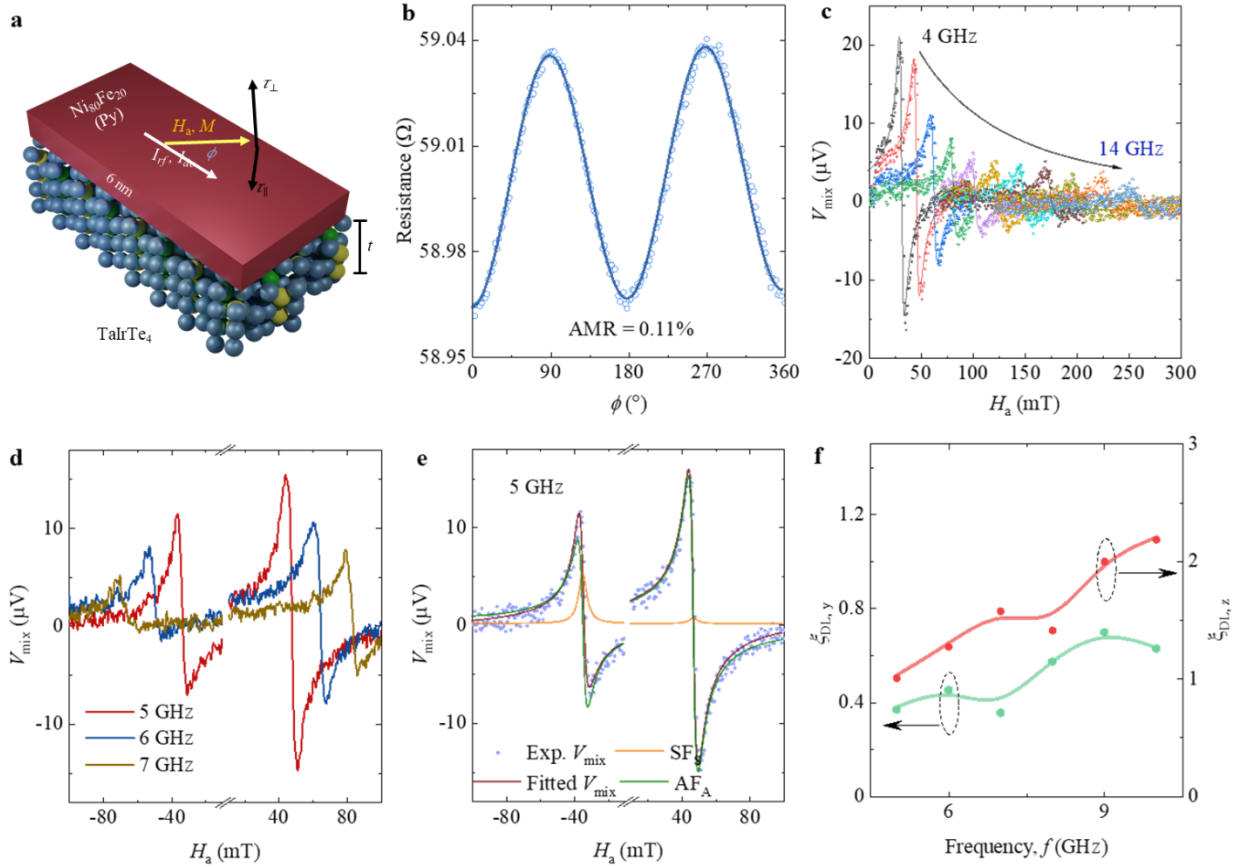 a
Ni80Fe20
(Py)
τ⊥
Ha, M
ϕ
Irf, Idc
τ∥
6 nm
t
TaIrTe4
b
59.04
59.01
58.98
58.95
Resistance (Ω)
AMR = 0.11%
0 90 180 270 360
ϕ (°)
c
20
10
0
-10
-20
Vmix (µV)
4 GHz
14 GHz
0 50 100 150 200 250 300
Ha (mT)
d
10
0
-10
Vmix (µV)
5 GHz
6 GHz
7 GHz
-80 -40 40 80
Ha (mT)
e
5 GHz
10
0
-10
Vmix (µV)
Exp. Vmix SFS
Fitted Vmix AFA
-80 -40 40 80
Ha (mT)
f
1.2
0.8
0.4
0
ξDL, y
3
2
1
0
ξDL, z
6 9
Frequency, f (GHz)